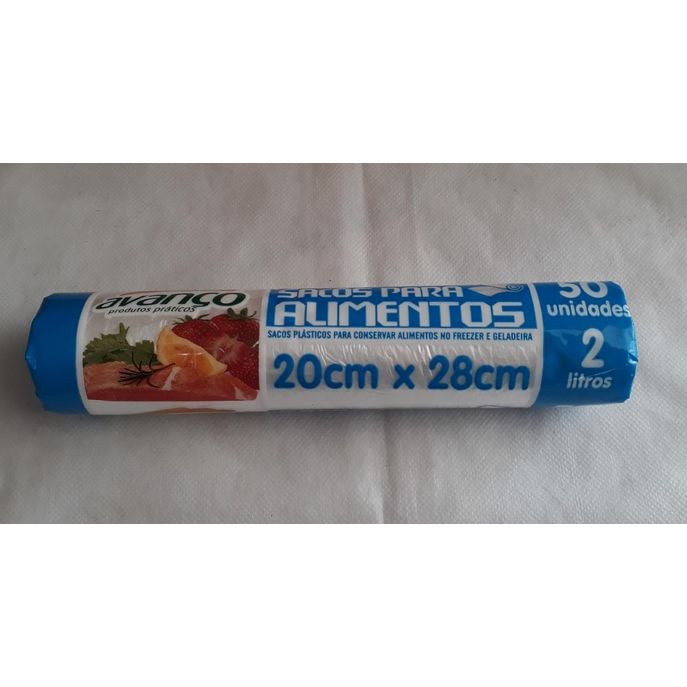 avanço
produtos práticos
SACOS PARA
ALIMENTOS
SACOS PLÁSTICOS PARA CONSERVAR ALIMENTOS NO FREEZER E GELADEIRA
20cm x 28cm
50
unidades
2
litros